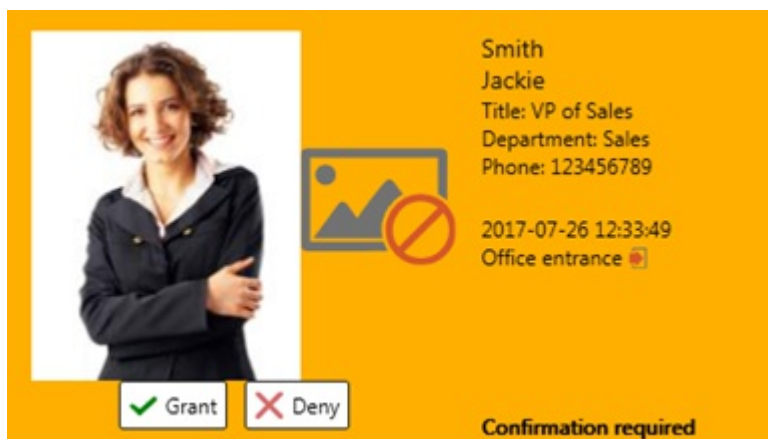 Smith
Jackie
Title: VP of Sales
Department: Sales
Phone: 123456789
2017-07-26 12:33:49
Office entrance
Grant
Deny
Confirmation required